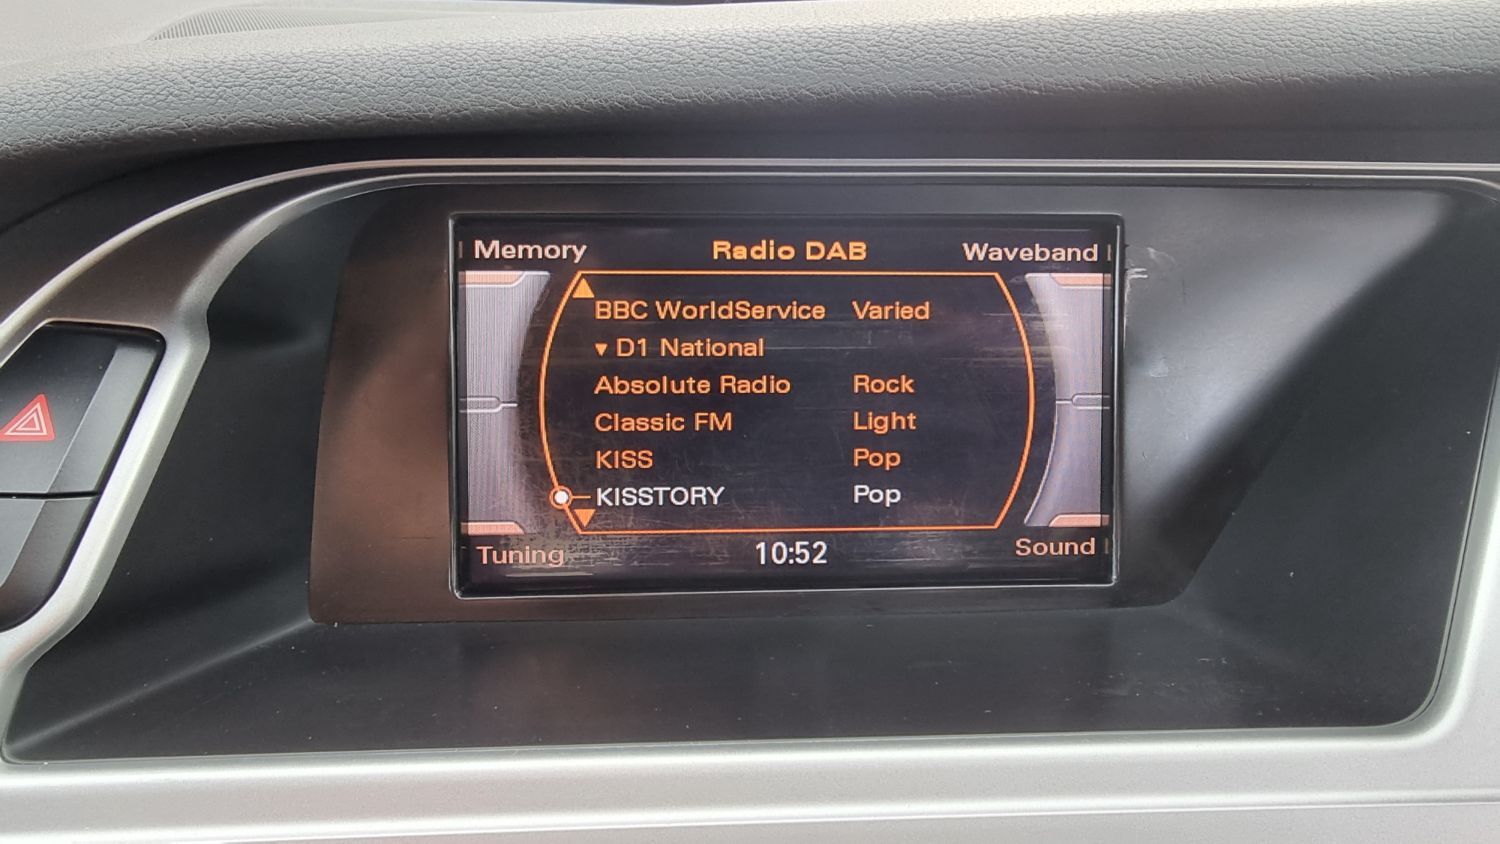 Memory Radio DAB Waveband
BBC WorldService Varied
▾ D1 National
Absolute Radio Rock
Classic FM Light
KISS Pop
KISSTORY Pop
Tuning 10:52 Sound